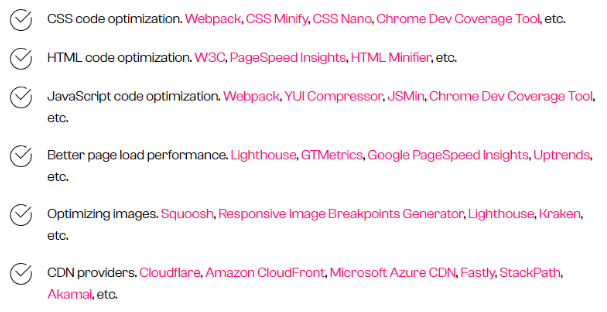 CSS code optimization. Webpack, CSS Minify, CSS Nano, Chrome Dev Coverage Tool, etc.
HTML code optimization. W3C, PageSpeed Insights, HTML Minifier, etc.
JavaScript code optimization. Webpack, YUI Compressor, JSMin, Chrome Dev Coverage Tool,
etc.
Better page load performance. Lighthouse, GTMetrics, Google PageSpeed Insights, Uptrends,
etc.
Optimizing images. Squoosh, Responsive Image Breakpoints Generator, Lighthouse, Kraken,
etc.
CDN providers. Cloudflare, Amazon CloudFront, Microsoft Azure CDN, Fastly, StackPath,
Akamai, etc.